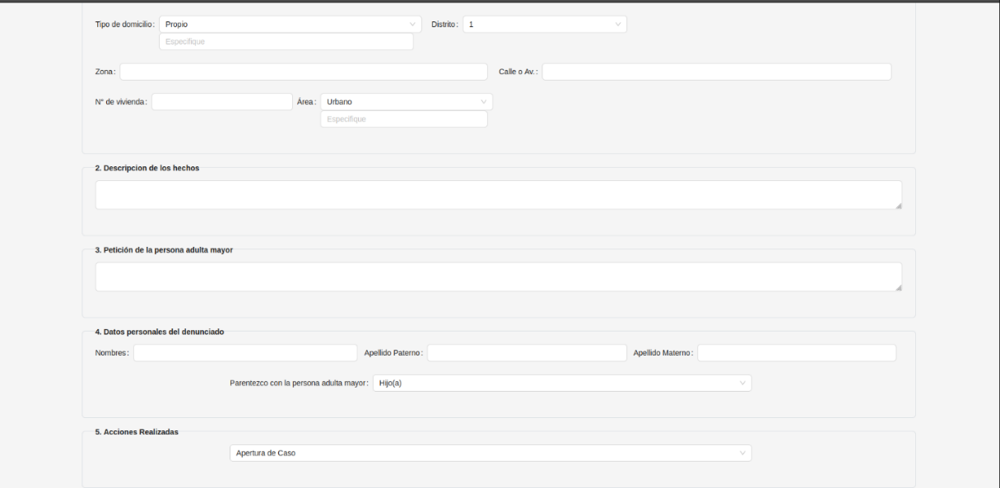 Tipo de domicilio: Propio Distrito: 1
Especifique
Zona: Calle o Av.:
N° de vivienda: Área: Urbano
Especifique
2. Descripcion de los hechos
3. Petición de la persona adulta mayor
4. Datos personales del denunciado
Nombres: Apellido Paterno: Apellido Materno:
Parentezco con la persona adulta mayor: Hijo(a)
5. Acciones Realizadas
Apertura de Caso